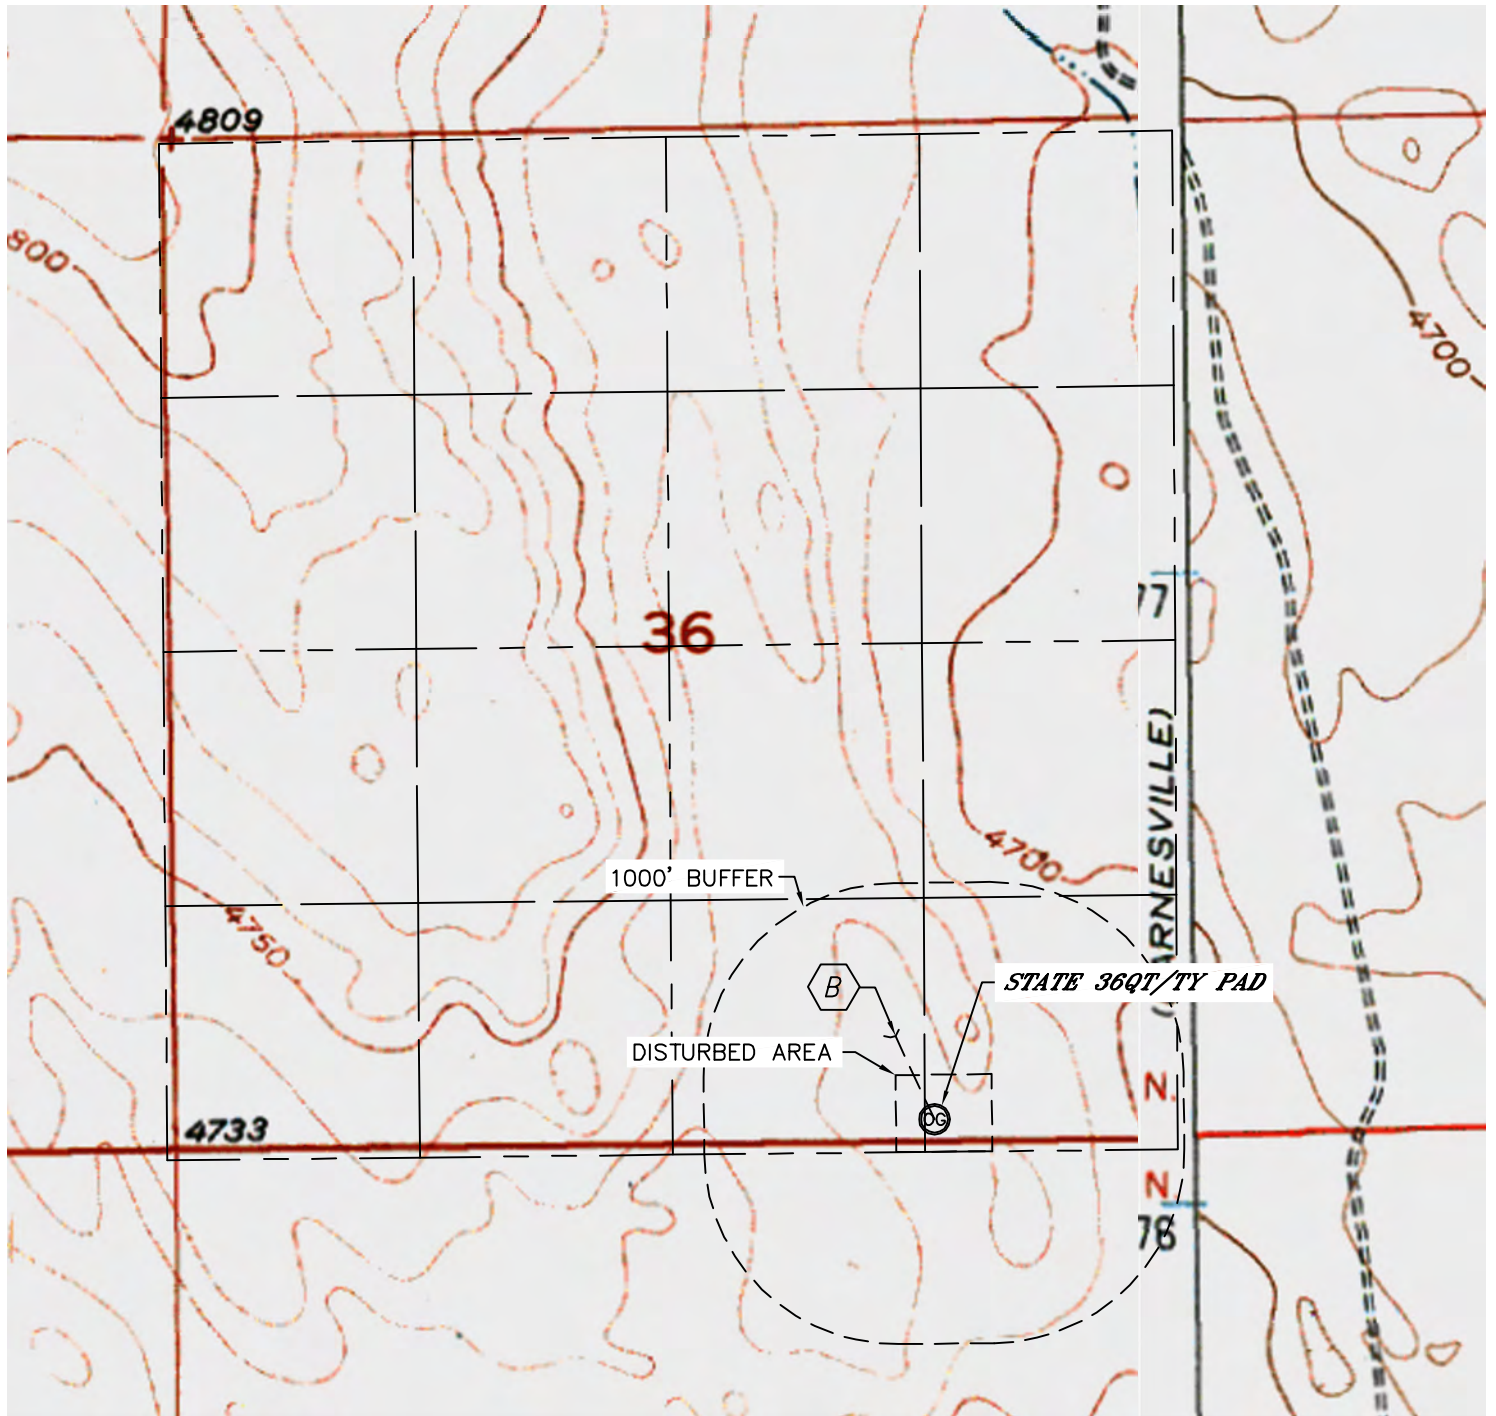 4809
800
4700
36
77
ARNESVILLE)
4700
1000' BUFFER
4750
B
STATE 36QT/TY PAD
DISTURBED AREA
N.
OG
4733
N.
78